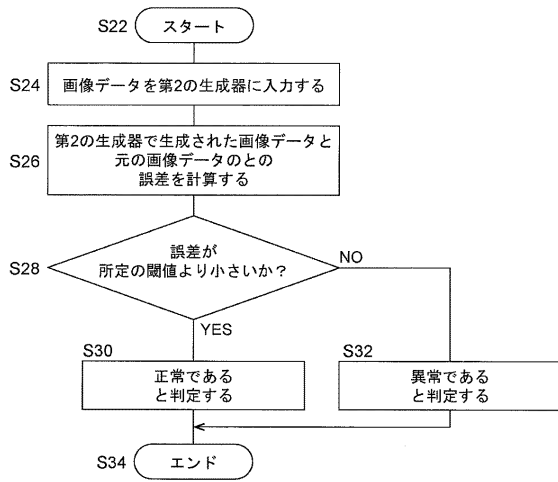 S22
スタート
S24
画像データを第2の生成器に入力する
S26
第2の生成器で生成された画像データと
元の画像データのとの
誤差を計算する
S28
誤差が
所定の閾値より小さいか？
NO
YES
S30
正常である
と判定する
S32
異常である
と判定する
S34
エンド